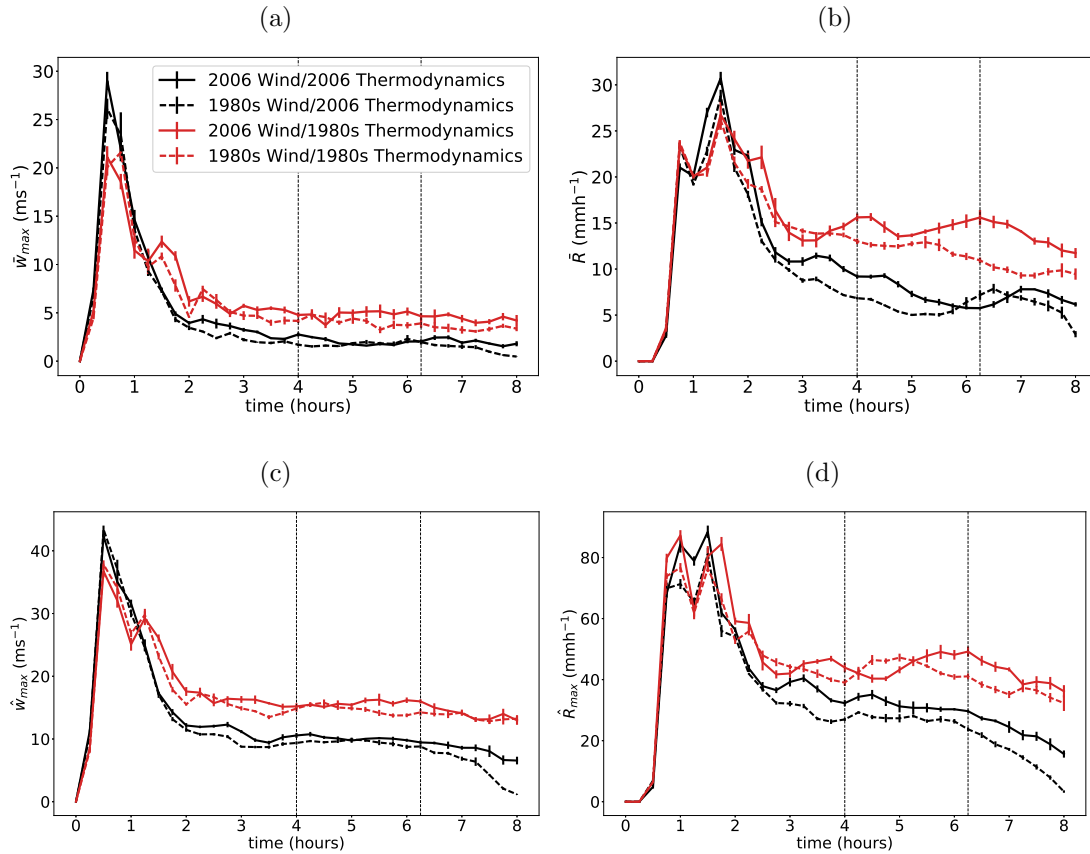 (a)
30
25
20
15
10
5
0
w̄max (ms⁻¹)
2006 Wind/2006 Thermodynamics
1980s Wind/2006 Thermodynamics
2006 Wind/1980s Thermodynamics
1980s Wind/1980s Thermodynamics
0 1 2 3 4 5 6 7 8
time (hours)
(b)
30
25
20
15
10
5
0
R̄ (mmh⁻¹)
0 1 2 3 4 5 6 7 8
time (hours)
(c)
40
30
20
10
0
ŵmax (ms⁻¹)
0 1 2 3 4 5 6 7 8
time (hours)
(d)
80
60
40
20
0
R̂max (mmh⁻¹)
0 1 2 3 4 5 6 7 8
time (hours)